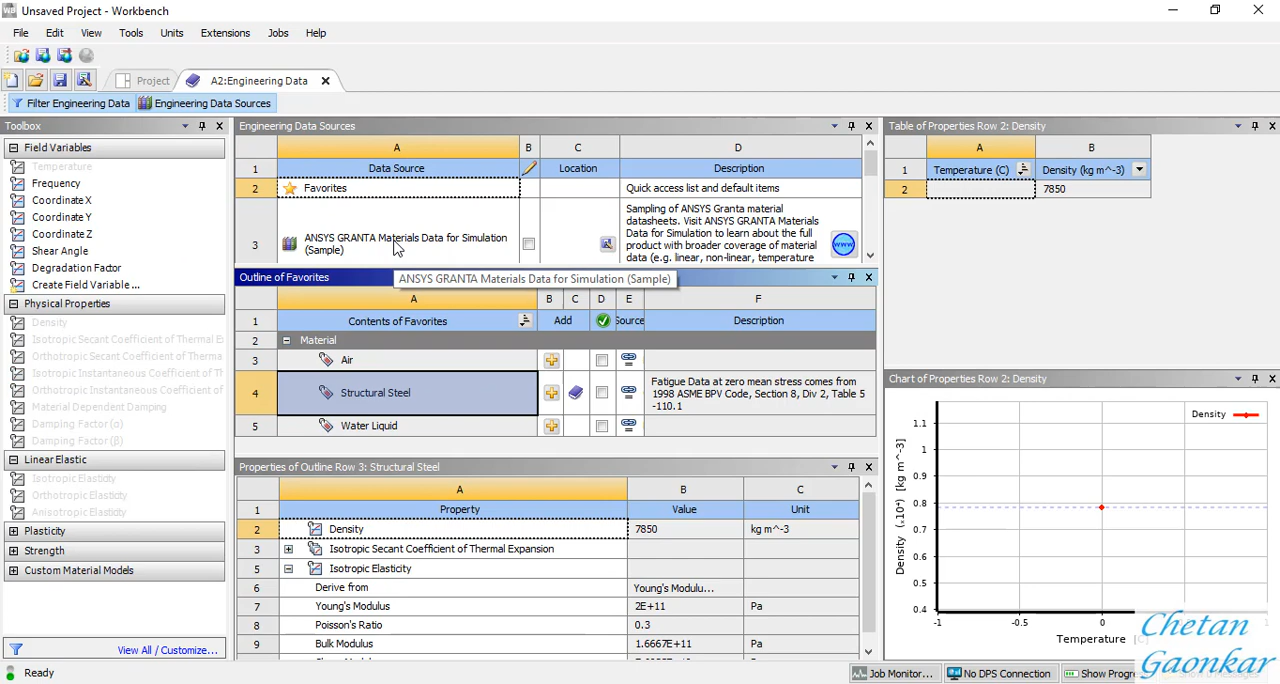 Unsaved Project - Workbench
File Edit View Tools Units Extensions Jobs Help
Project A2:Engineering Data
Filter Engineering Data Engineering Data Sources
Toolbox
Field Variables
Temperature
Frequency
Coordinate X
Coordinate Y
Coordinate Z
Shear Angle
Degradation Factor
Create Field Variable ...
Physical Properties
Density
Isotropic Secant Coefficient of Thermal E
Orthotropic Secant Coefficient of Therma
Isotropic Instantaneous Coefficient of T
Orthotropic Instantaneous Coefficient of
Material Dependent Damping
Damping Factor (α)
Damping Factor (β)
Linear Elastic
Isotropic Elasticity
Orthotropic Elasticity
Anisotropic Elasticity
Plasticity
Strength
Custom Material Models
View All / Customize...
Engineering Data Sources
A B C D
1 Data Source Location Description
2 Favorites Quick access list and default items
3 ANSYS GRANTA Materials Data for Simulation (Sample)
Sampling of ANSYS Granta material
datasheets. Visit ANSYS GRANTA Materials
Data for Simulation to learn about the full
product with broader coverage of material
data (e.g. linear, non-linear, temperature
www
ANSYS GRANTA Materials Data for Simulation (Sample)
Outline of Favorites
A B C D E F
1 Contents of Favorites Add Source Description
2 Material
3 Air
4 Structural Steel
Fatigue Data at zero mean stress comes from
1998 ASME BPV Code, Section 8, Div 2, Table 5
-110.1
5 Water Liquid
Properties of Outline Row 3: Structural Steel
A B C
1 Property Value Unit
2 Density 7850 kg m^-3
3 Isotropic Secant Coefficient of Thermal Expansion
5 Isotropic Elasticity
6 Derive from Young's Modulu...
7 Young's Modulus 2E+11 Pa
8 Poisson's Ratio 0.3
9 Bulk Modulus 1.6667E+11 Pa
Table of Properties Row 2: Density
A B
1 Temperature (C) Density (kg m^-3)
2 7850
Chart of Properties Row 2: Density
Density
Density (.10⁴) [kg m^-3]
1.1
1
0.9
0.8
0.7
0.6
0.5
0.4
-1 -0.5 0
Temperature [C]
Chetan
Gaonkar
Ready
Job Monitor... No DPS Connection Show Progre